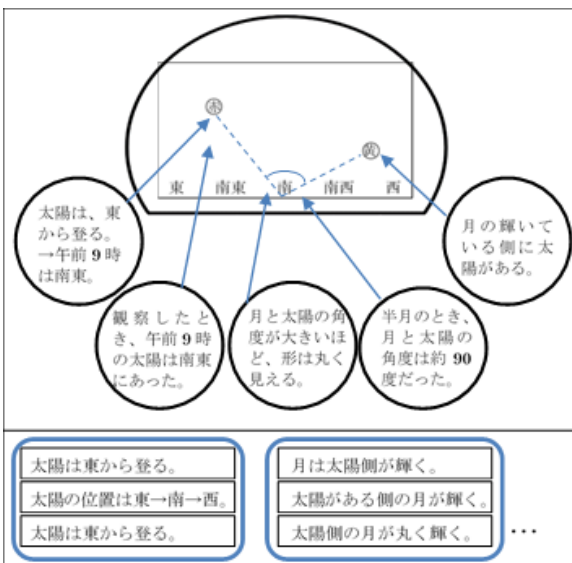 赤
黄
東 南東 南 南西 西
太陽は、東
から登る。
→午前9時
は南東。
月の輝いて
いる側に太
陽がある。
観察したと
き、午前9時
の太陽は南東
にあった。
月と太陽の角
度が大きいほ
ど、形は丸く
見える。
半月のとき、
月と太陽の
角度は約90
度だった。
太陽は東から登る。
太陽の位置は東→南→西。
太陽は東から登る。
月は太陽側が輝く。
太陽がある側の月が輝く。
太陽側の月が丸く輝く。
…